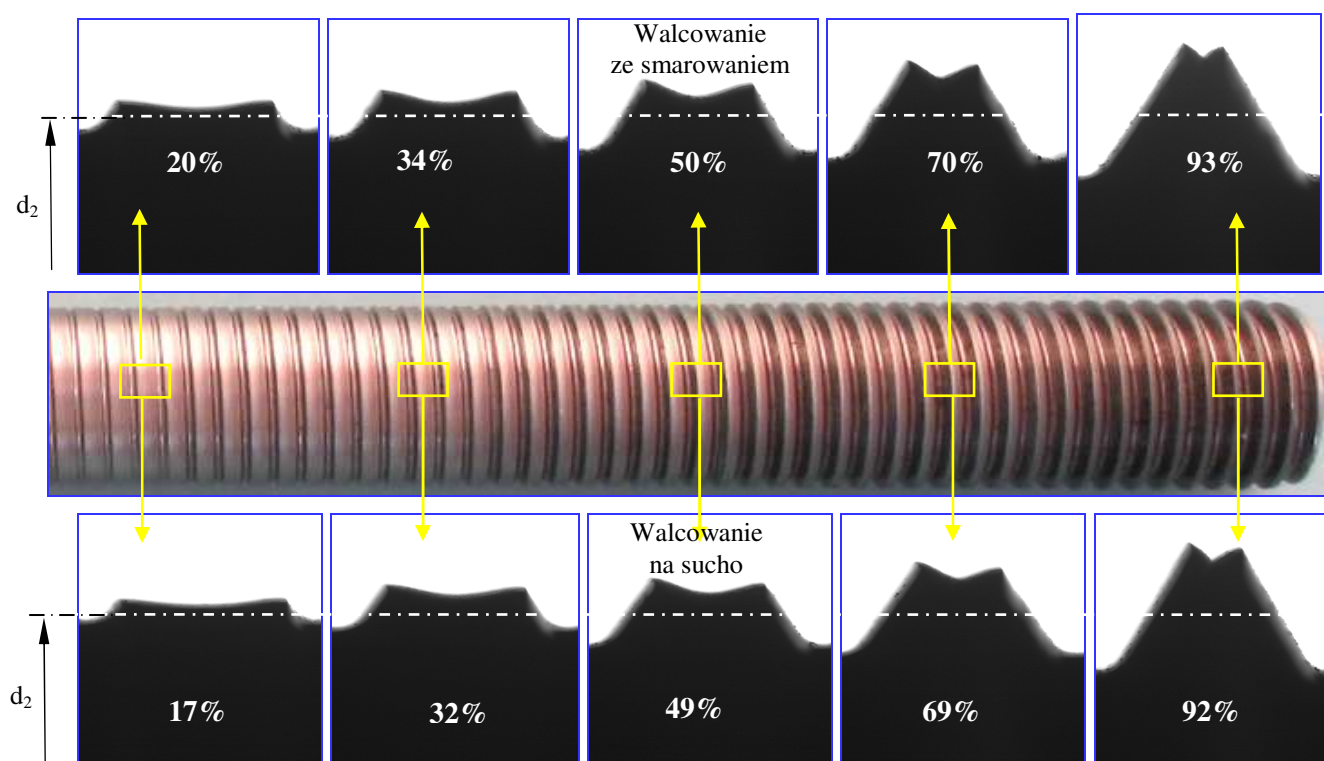 Walcowanie
ze smarowaniem
20%
34%
50%
70%
93%
d₂
Walcowanie
na sucho
d₂
17%
32%
49%
69%
92%